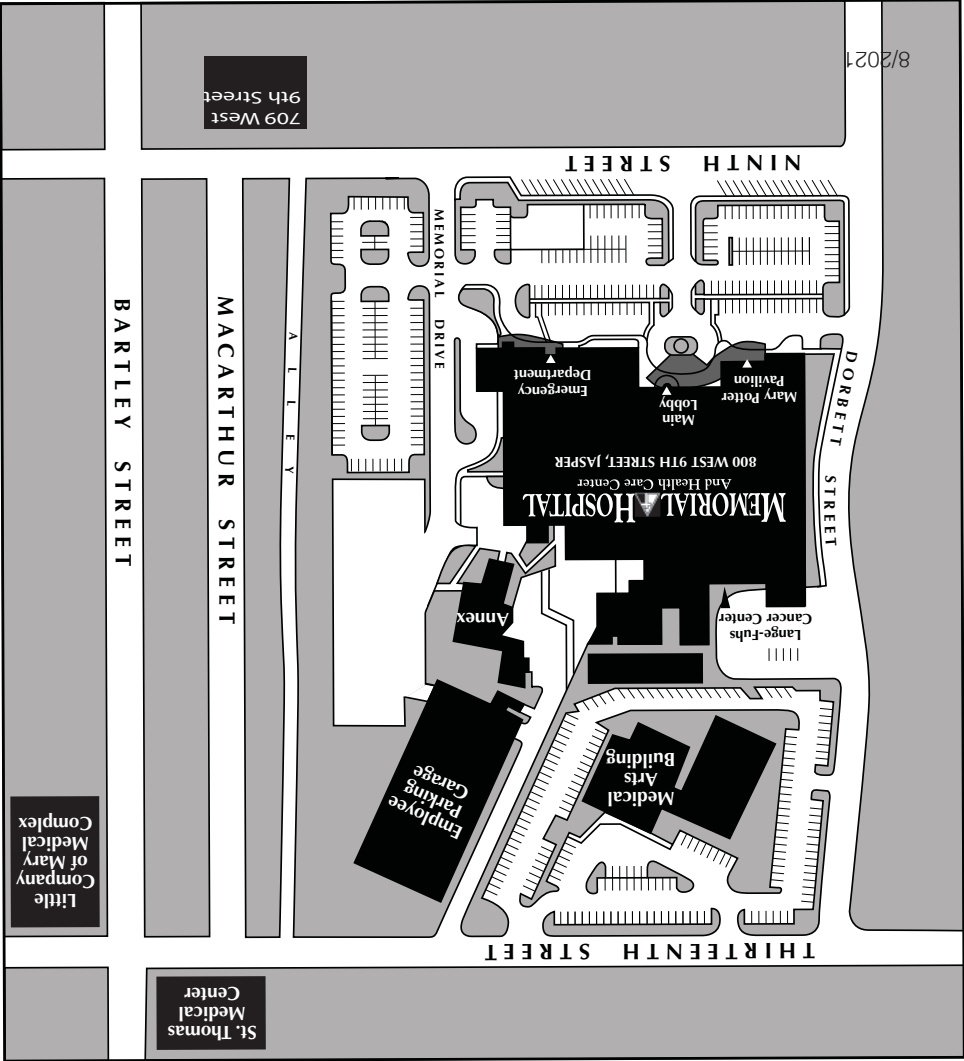 THIRTEENTH STREET
St. Thomas
Medical
Center
Little
Company
of Mary
Medical
Complex
Medical
Arts
Building
Employee
Parking
Garage
Lange-Fuhs
Cancer Center
Annex
MEMORIAL HOSPITAL
And Health Care Center
800 WEST 9TH STREET, JASPER
Main
Lobby
Mary Potter
Pavilion
Emergency
Department
DORBETT STREET
MEMORIAL DRIVE
ALLEY
MACARTHUR STREET
BARTLEY STREET
NINTH STREET
709 West
9th Street
8/2021